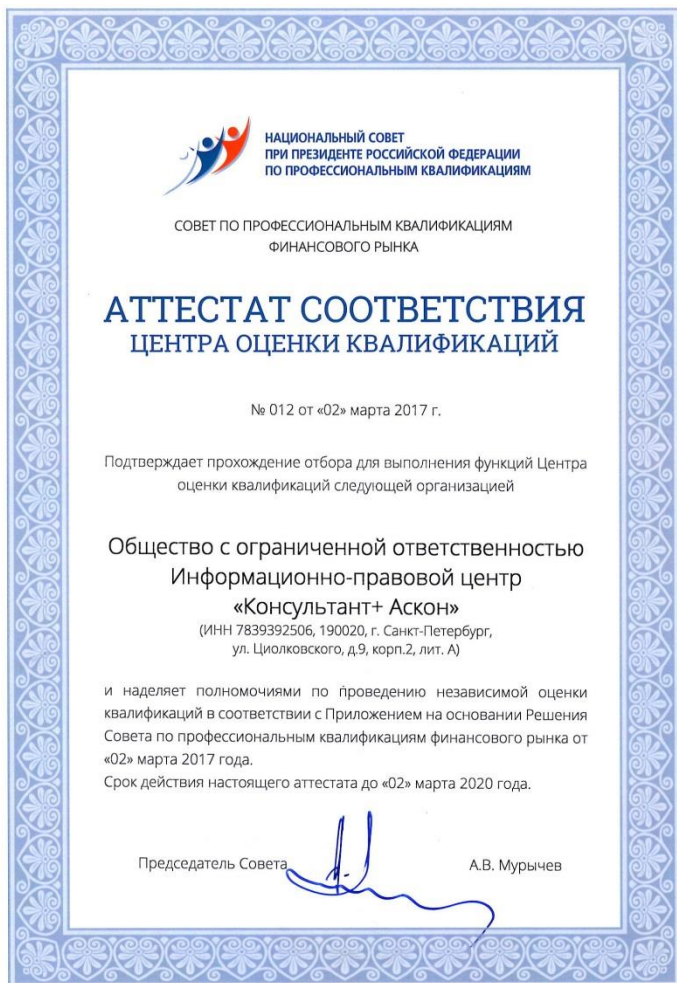 НАЦИОНАЛЬНЫЙ СОВЕТ
ПРИ ПРЕЗИДЕНТЕ РОССИЙСКОЙ ФЕДЕРАЦИИ
ПО ПРОФЕССИОНАЛЬНЫМ КВАЛИФИКАЦИЯМ
СОВЕТ ПО ПРОФЕССИОНАЛЬНЫМ КВАЛИФИКАЦИЯМ
ФИНАНСОВОГО РЫНКА
АТТЕСТАТ СООТВЕТСТВИЯ
ЦЕНТРА ОЦЕНКИ КВАЛИФИКАЦИЙ
№ 012 от «02» марта 2017 г.
Подтверждает прохождение отбора для выполнения функций Центра
оценки квалификаций следующей организацией
Общество с ограниченной ответственностью
Информационно-правовой центр
«Консультант+ Аскон»
(ИНН 7839392506, 190020, г. Санкт-Петербург,
ул. Циолковского, д.9, корп.2, лит. А)
и наделяет полномочиями по проведению независимой оценки
квалификаций в соответствии с Приложением на основании Решения
Совета по профессиональным квалификациям финансового рынка от
«02» марта 2017 года.
Срок действия настоящего аттестата до «02» марта 2020 года.
Председатель Совета А.В. Мурычев